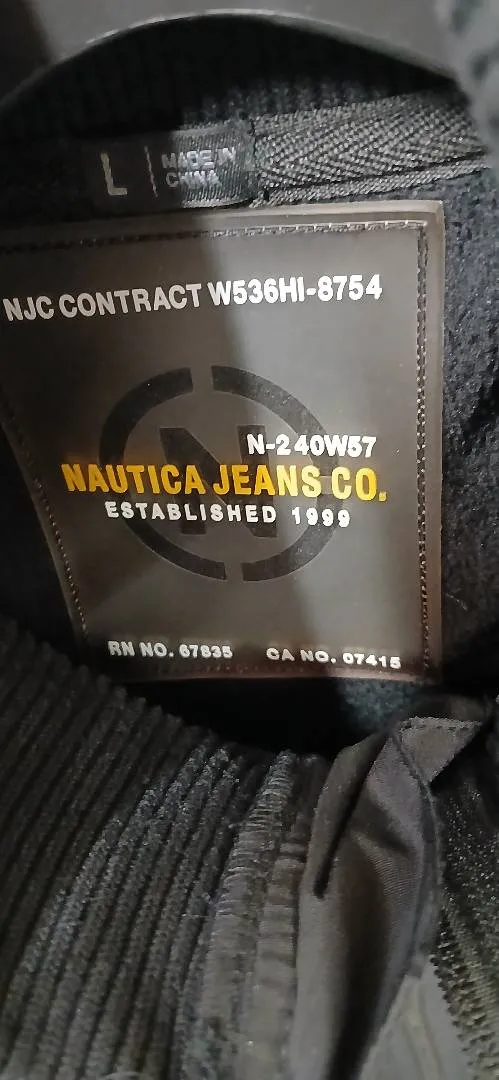 L
MADE IN
CHINA
NJC CONTRACT W536HI-8754
N
N-240W57
NAUTICA JEANS CO.
ESTABLISHED 1999
RN NO. 67835 CA NO. 07415